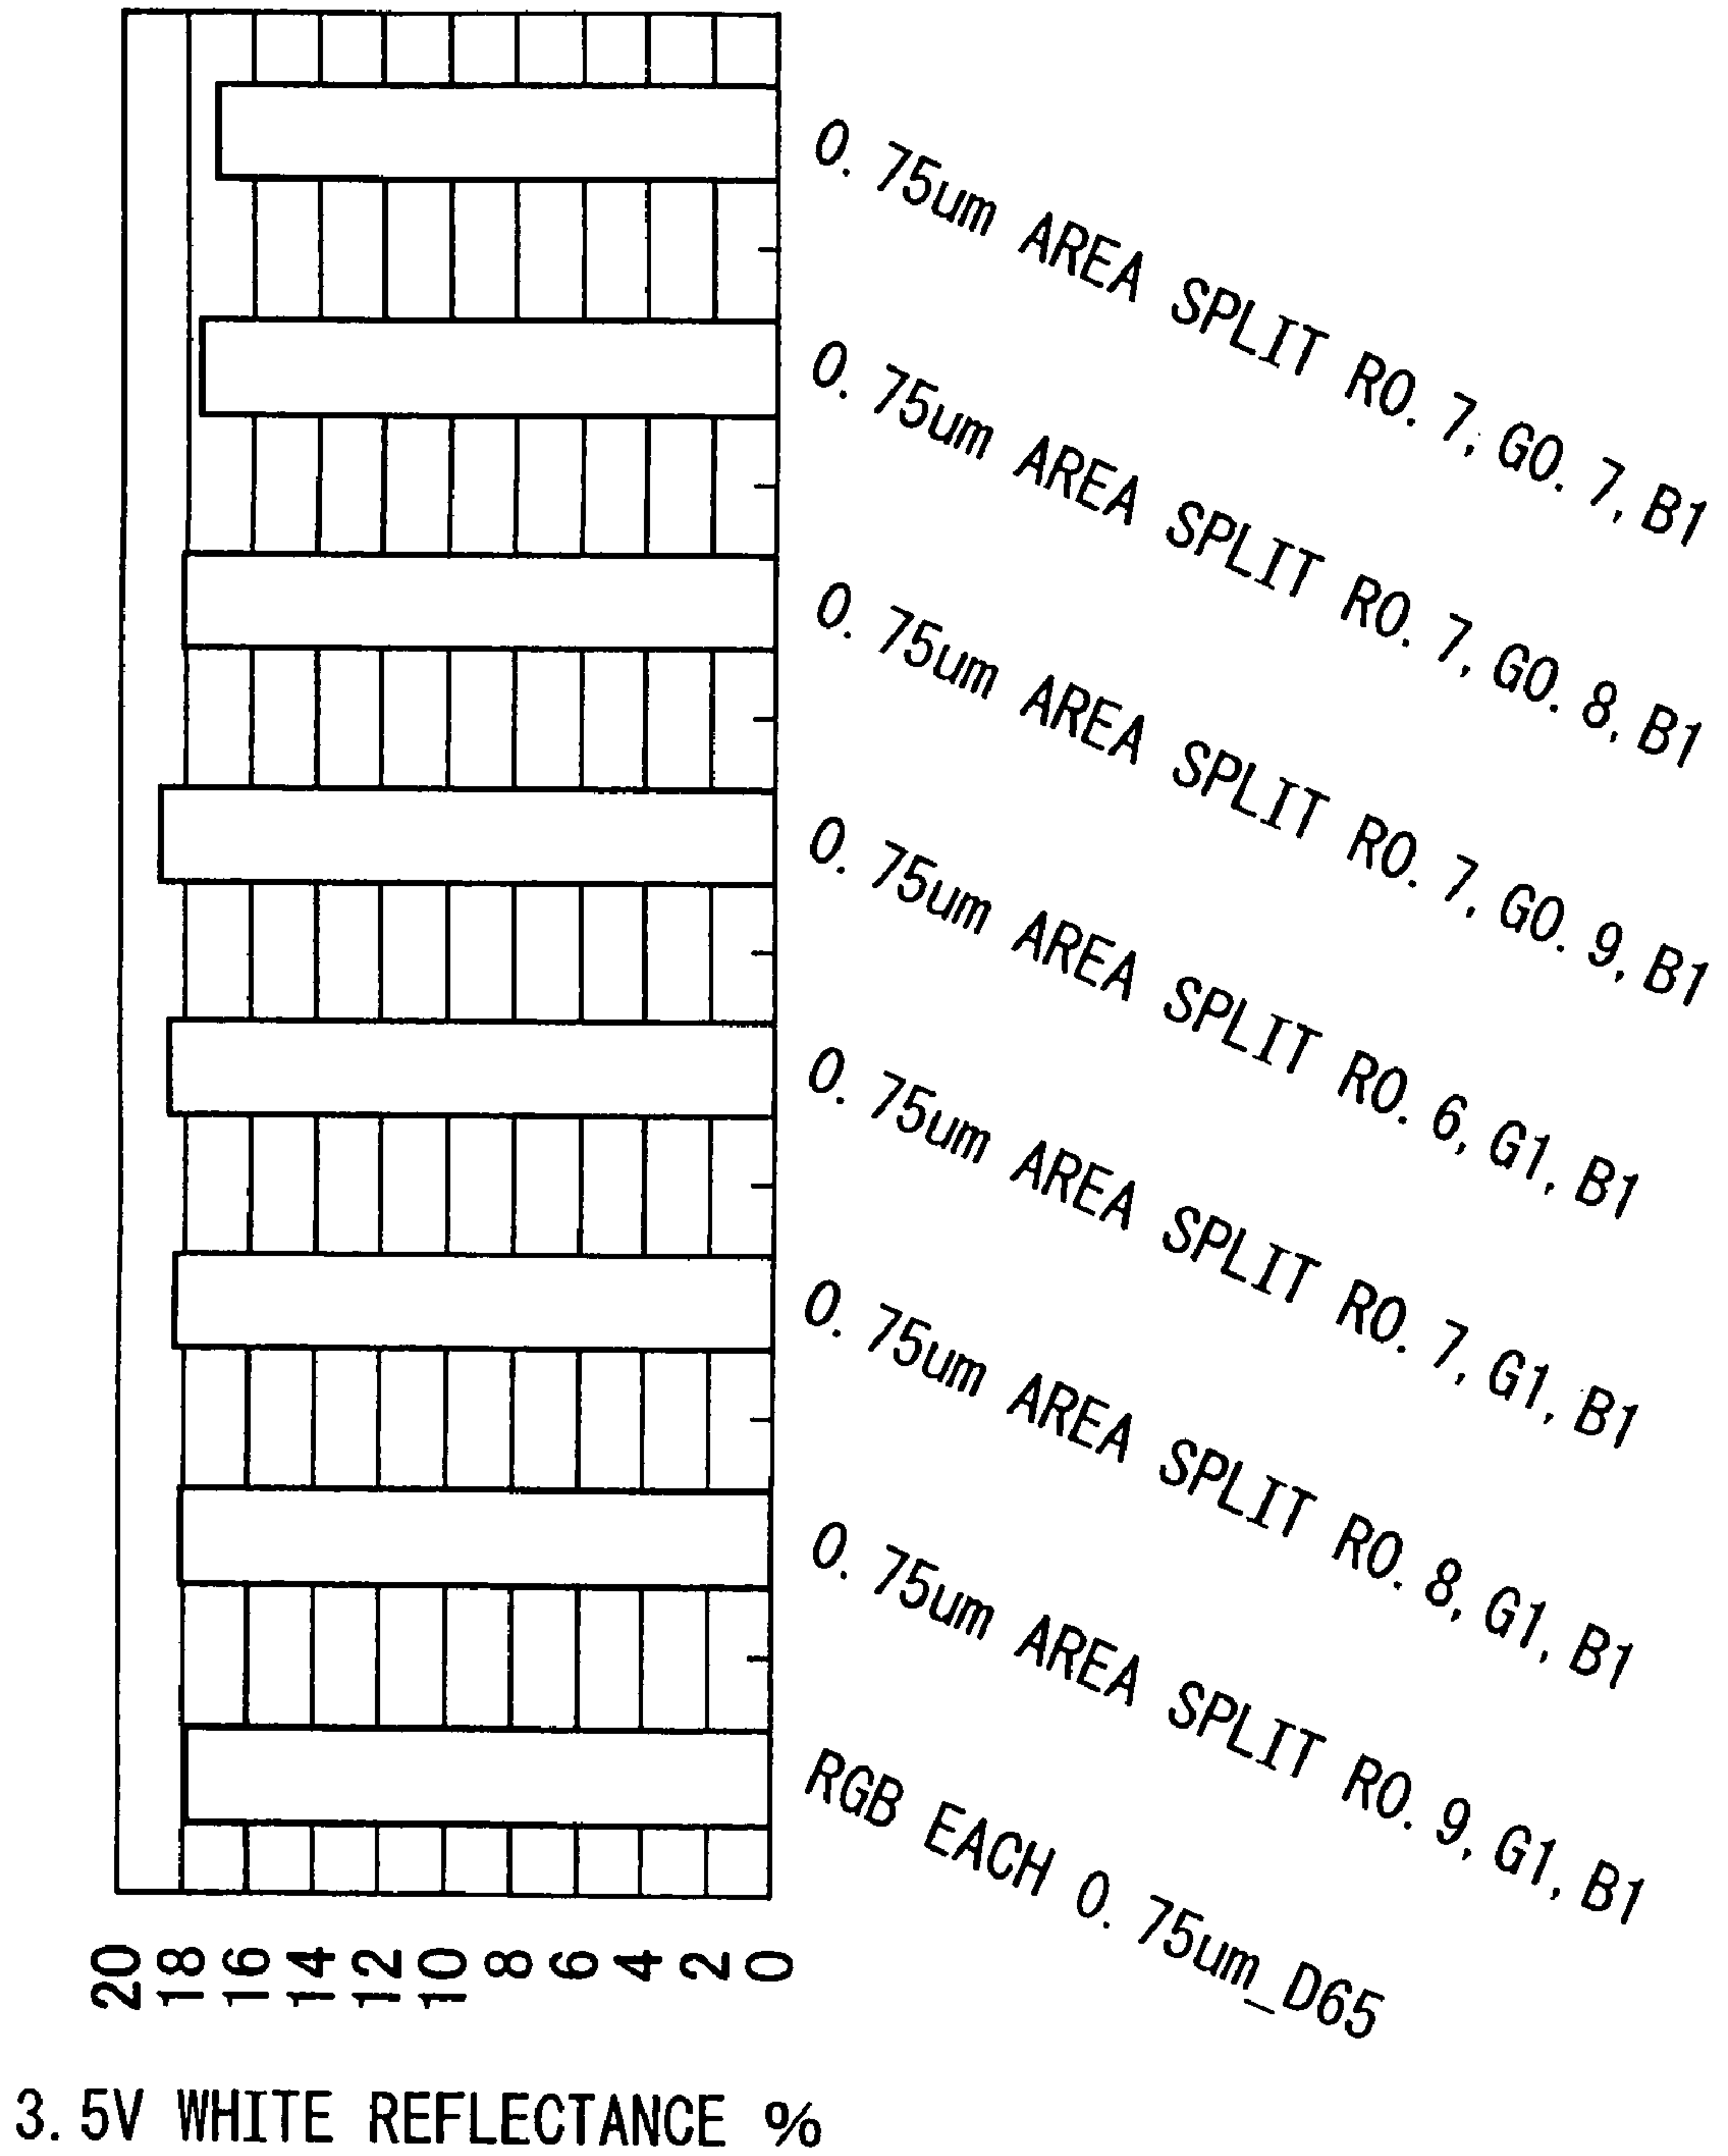 0. 75um AREA SPLIT R0. 7, G0. 7, B1
0. 75um AREA SPLIT R0. 7, G0. 8, B1
0. 75um AREA SPLIT R0. 7, G0. 9, B1
0. 75um AREA SPLIT R0. 6, G1, B1
0. 75um AREA SPLIT R0. 7, G1, B1
0. 75um AREA SPLIT R0. 8, G1, B1
0. 75um AREA SPLIT R0. 9, G1, B1
RGB EACH 0. 75um_D65
20 18 16 14 12 10 8 6 4 2 0
3. 5V WHITE REFLECTANCE %